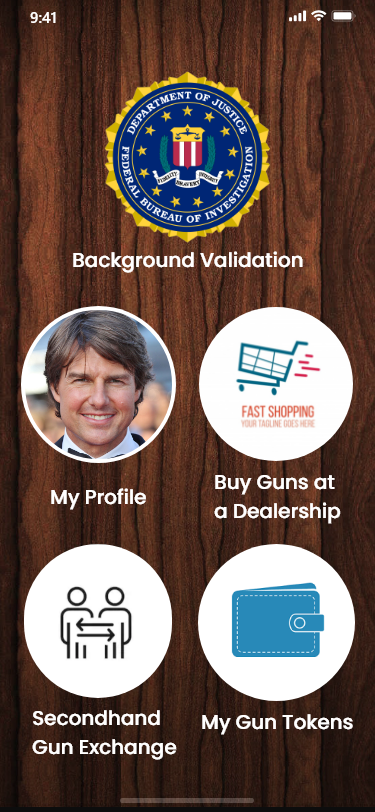 9:41
DEPARTMENT OF JUSTICE
FIDELITY BRAVERY INTEGRITY
FEDERAL BUREAU OF INVESTIGATION
Background Validation
FAST SHOPPING
YOUR TAGLINE GOES HERE
My Profile
Buy Guns at
a Dealership
Secondhand
Gun Exchange
My Gun Tokens